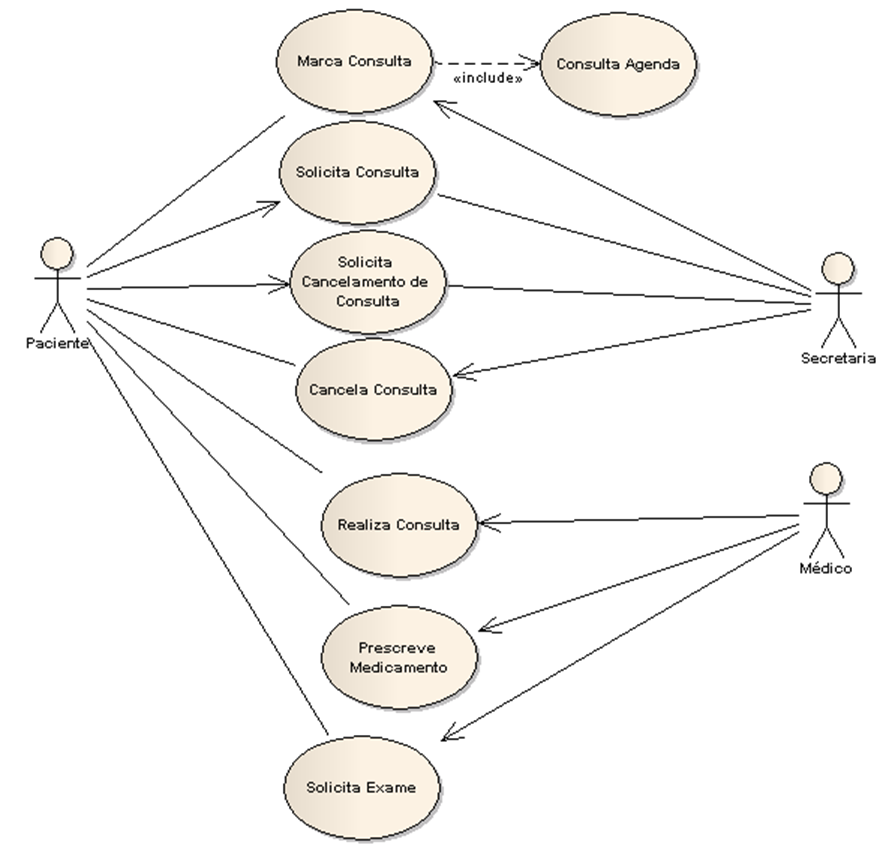 Marca Consulta
Consulta Agenda
«include»
Solicita Consulta
Solicita
Cancelamento de
Consulta
Paciente
Secretaria
Cancela Consulta
Realiza Consulta
Médico
Prescreve
Medicamento
Solicita Exame